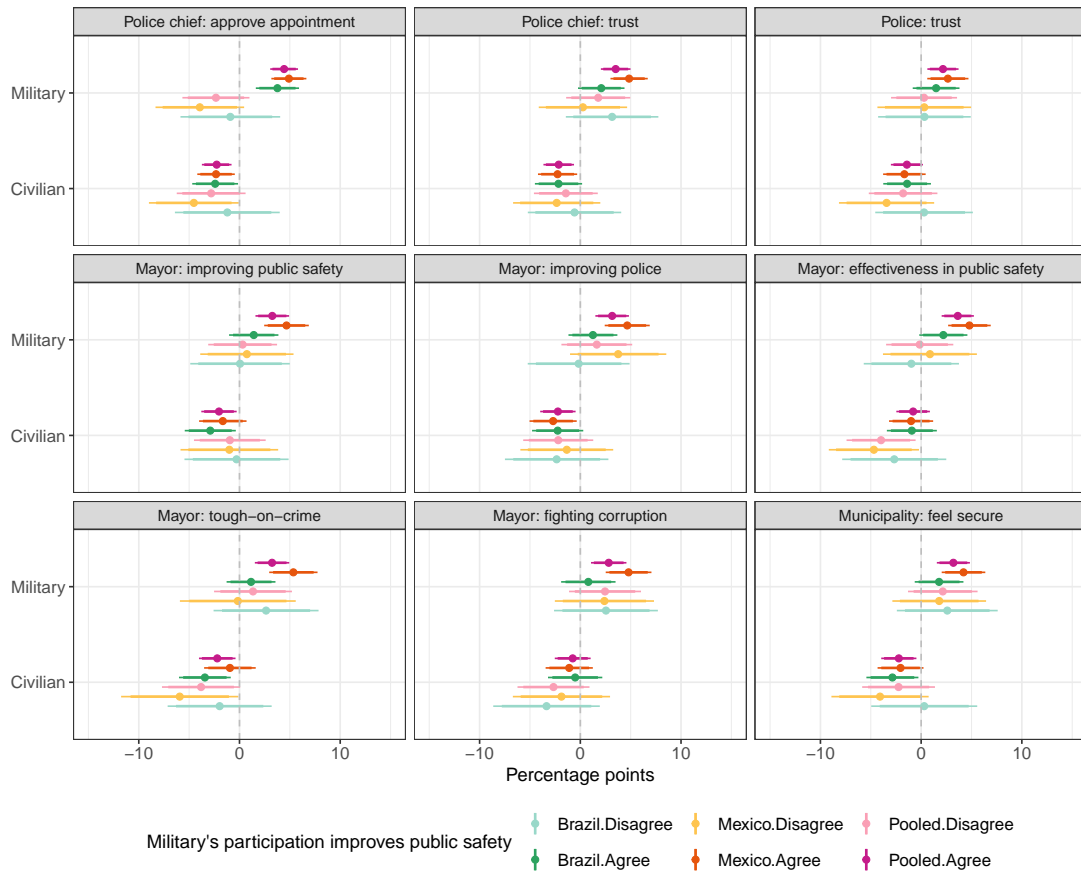 Police chief: approve appointment
Police chief: trust
Police: trust
Military
Civilian
Mayor: improving public safety
Mayor: improving police
Mayor: effectiveness in public safety
Military
Civilian
Mayor: tough−on−crime
Mayor: fighting corruption
Municipality: feel secure
Military
Civilian
−10 0 10 −10 0 10 −10 0 10
Percentage points
Military's participation improves public safety
Brazil.Disagree Mexico.Disagree Pooled.Disagree
Brazil.Agree Mexico.Agree Pooled.Agree